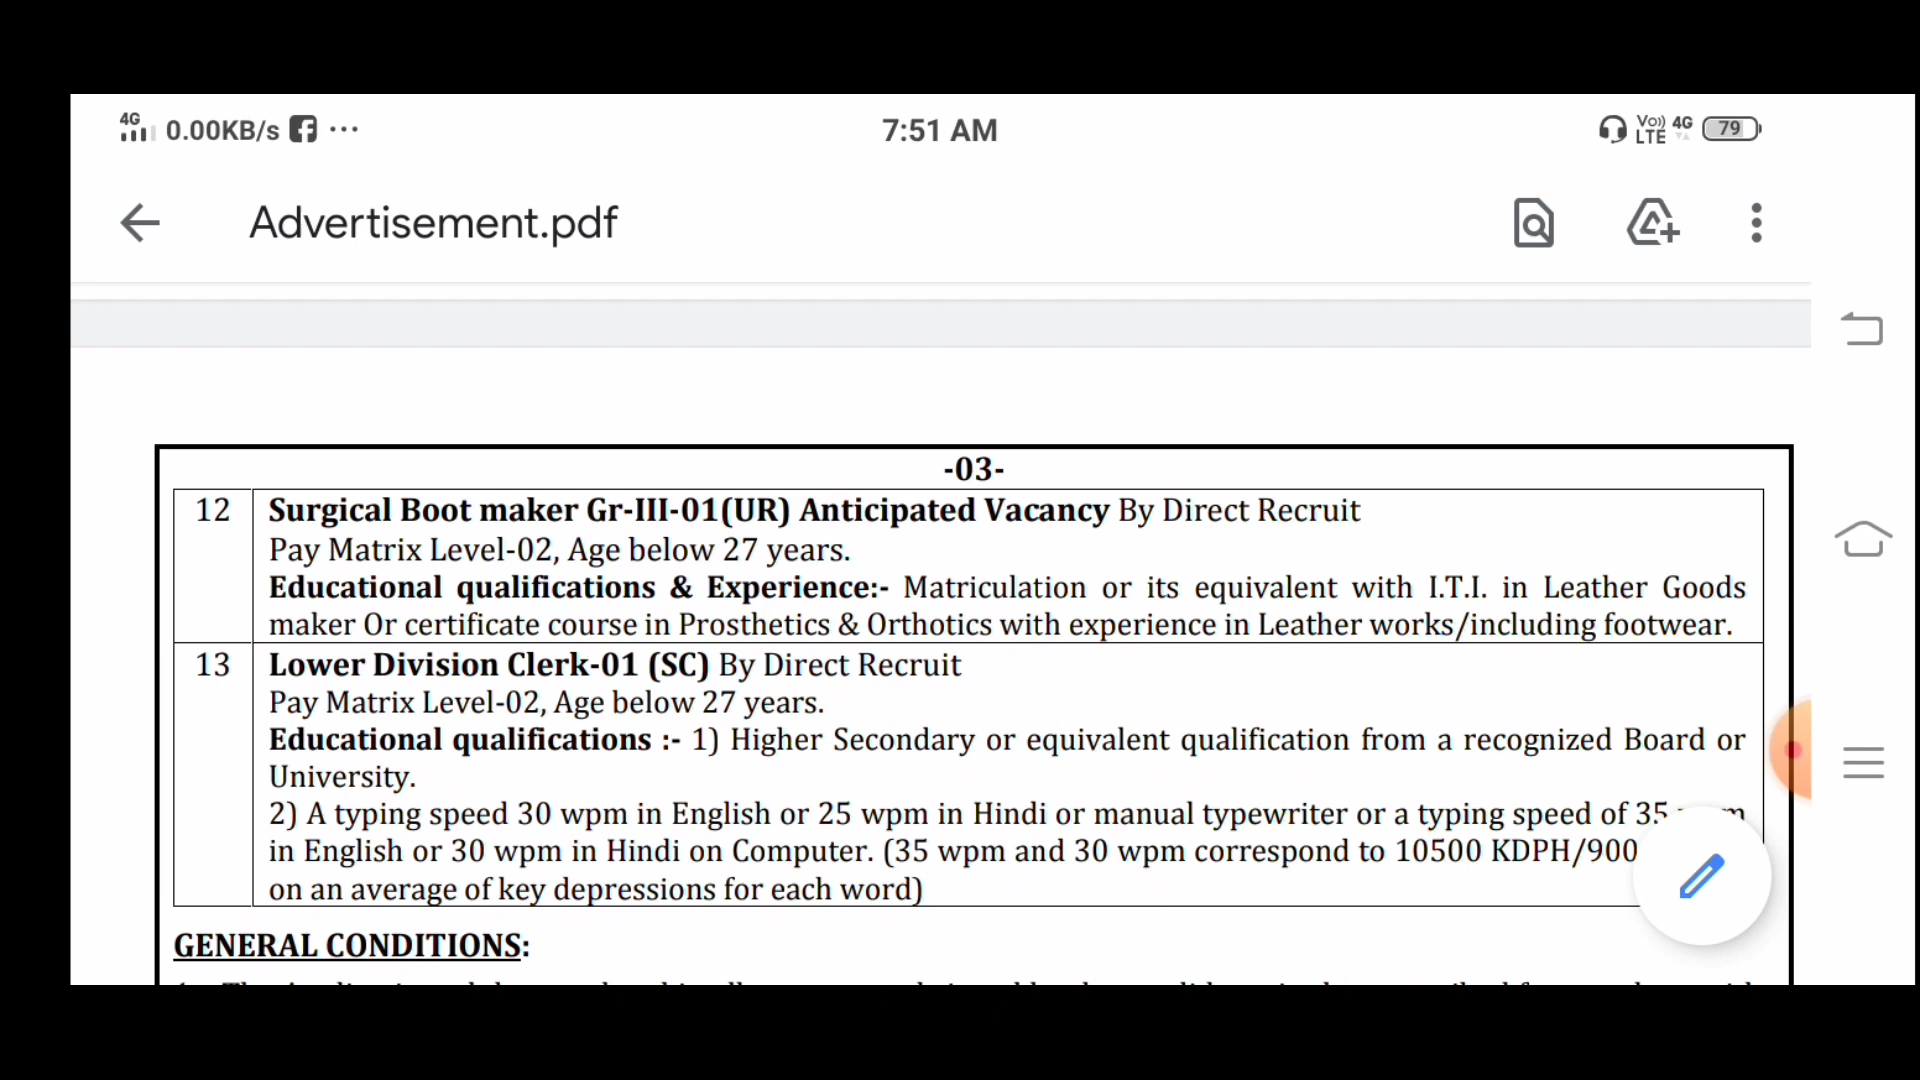 4G 0.00KB/s ... 7:51 AM Vo)) LTE 4G 79
Advertisement.pdf
-03-
12 Surgical Boot maker Gr-III-01(UR) Anticipated Vacancy By Direct Recruit
Pay Matrix Level-02, Age below 27 years.
Educational qualifications & Experience:- Matriculation or its equivalent with I.T.I. in Leather Goods
maker Or certificate course in Prosthetics & Orthotics with experience in Leather works/including footwear.
13 Lower Division Clerk-01 (SC) By Direct Recruit
Pay Matrix Level-02, Age below 27 years.
Educational qualifications :- 1) Higher Secondary or equivalent qualification from a recognized Board or
University.
2) A typing speed 30 wpm in English or 25 wpm in Hindi or manual typewriter or a typing speed of 35
in English or 30 wpm in Hindi on Computer. (35 wpm and 30 wpm correspond to 10500 KDPH/900
on an average of key depressions for each word)
GENERAL CONDITIONS: